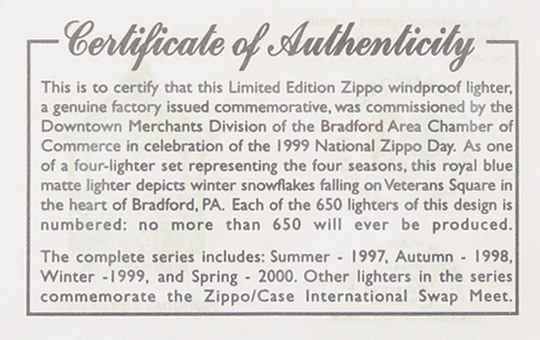 Certificate of Authenticity
This is to certify that this Limited Edition Zippo windproof lighter,
a genuine factory issued commemorative, was commissioned by the
Downtown Merchants Division of the Bradford Area Chamber of
Commerce in celebration of the 1999 National Zippo Day. As one
of a four-lighter set representing the four seasons, this royal blue
matte lighter depicts winter snowflakes falling on Veterans Square in
the heart of Bradford, PA. Each of the 650 lighters of this design is
numbered: no more than 650 will ever be produced.
The complete series includes: Summer - 1997, Autumn - 1998,
Winter -1999, and Spring - 2000. Other lighters in the series
commemorate the Zippo/Case International Swap Meet.